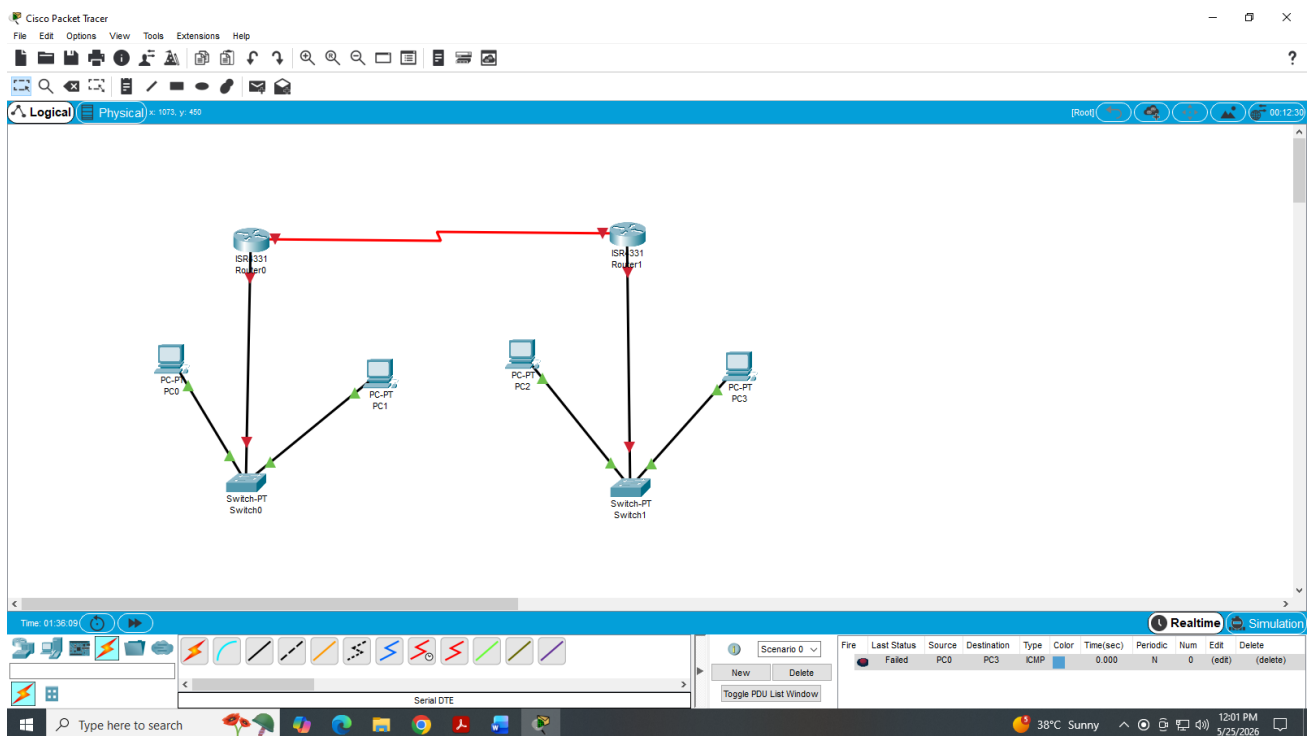 Cisco Packet Tracer
File Edit Options View Tools Extensions Help
?
Logical Physical x: 1073, y: 450 [Root] 00:12:30
ISR4331
Router0
ISR4331
Router1
PC-PT
PC0
PC-PT
PC1
PC-PT
PC2
PC-PT
PC3
Switch-PT
Switch0
Switch-PT
Switch1
Time: 01:36:09 Realtime Simulation
Scenario 0
New Delete
Toggle PDU List Window
Fire Last Status Source Destination Type Color Time(sec) Periodic Num Edit Delete
Failed PC0 PC3 ICMP 0.000 N 0 (edit) (delete)
Serial DTE
Type here to search
38°C Sunny
12:01 PM
5/25/2026